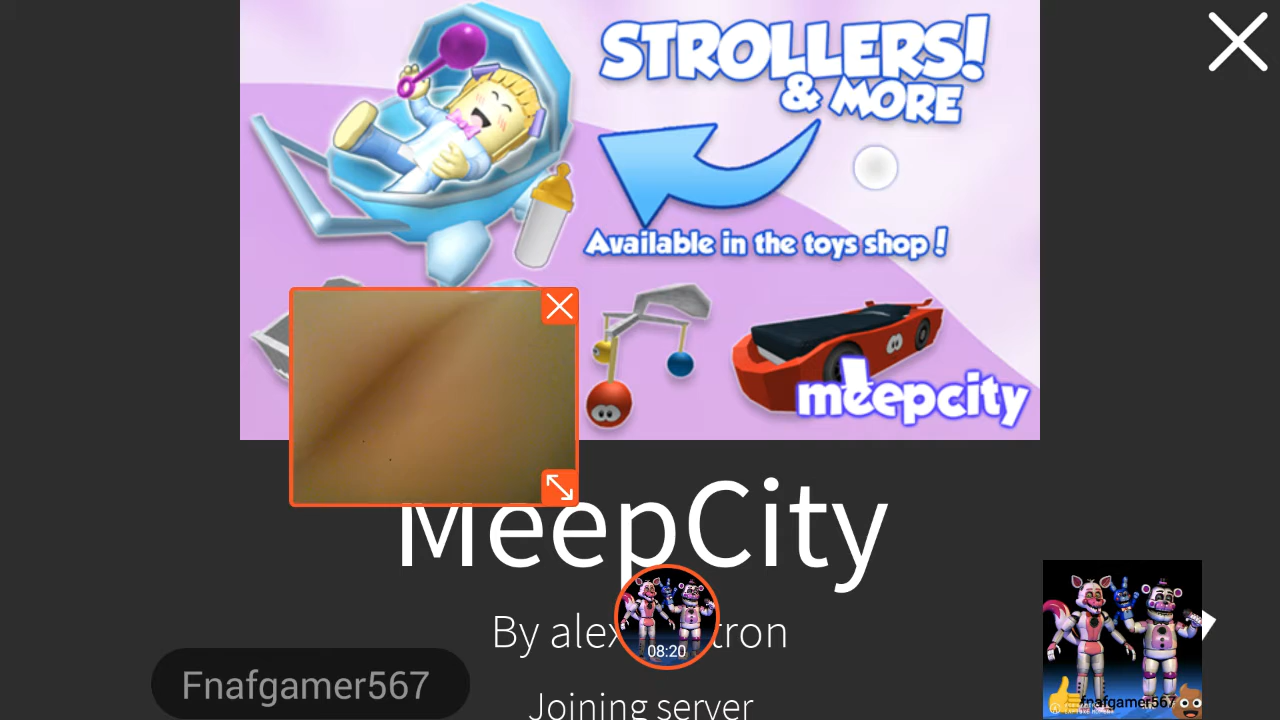 STROLLERS!
& MORE
Available in the toys shop!
meepcity
MeepCity
By alex tron
08:20
Fnafgamer567
Joining server
fnafgamer567